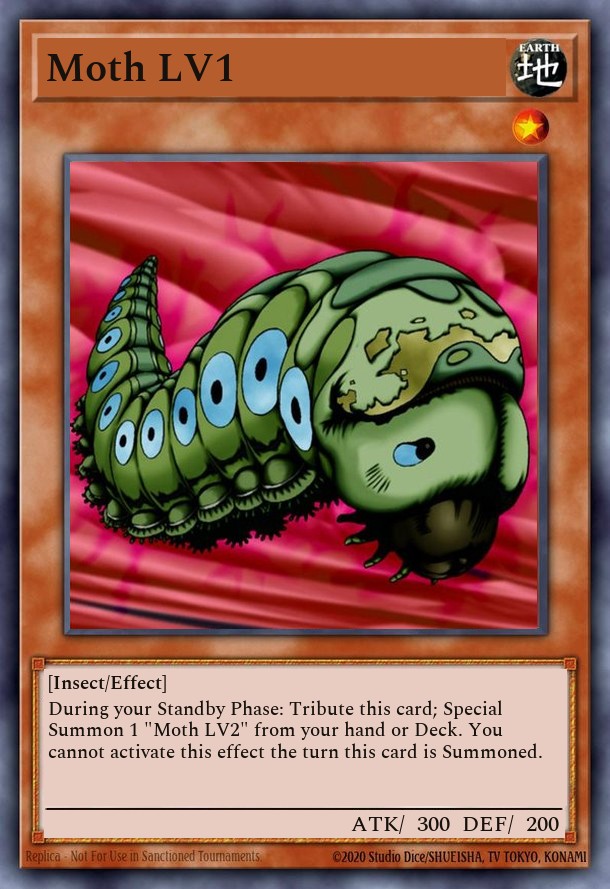 Moth LV1
EARTH
地
[Insect/Effect]
During your Standby Phase: Tribute this card; Special
Summon 1 "Moth LV2" from your hand or Deck. You
cannot activate this effect the turn this card is Summoned.
ATK/ 300 DEF/ 200
Replica - Not For Use in Sanctioned Tournaments.
©2020 Studio Dice/SHUEISHA, TV TOKYO, KONAMI